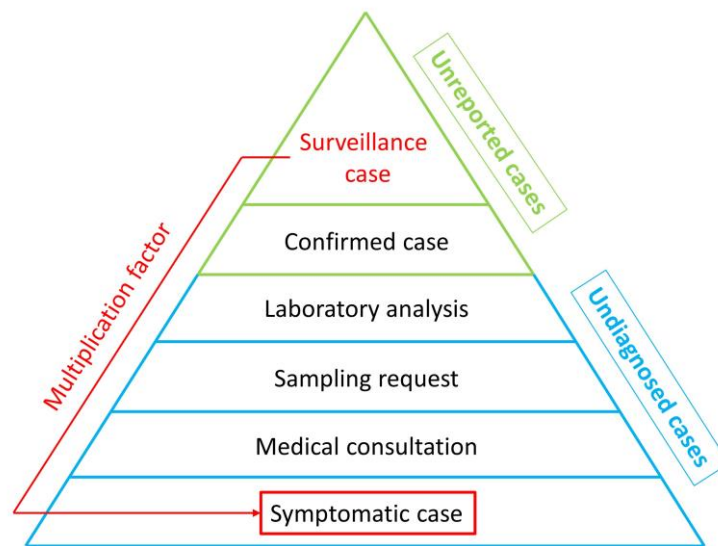 Unreported cases
Surveillance
case
Confirmed case
Multiplication factor
Laboratory analysis
Undiagnosed cases
Sampling request
Medical consultation
Symptomatic case